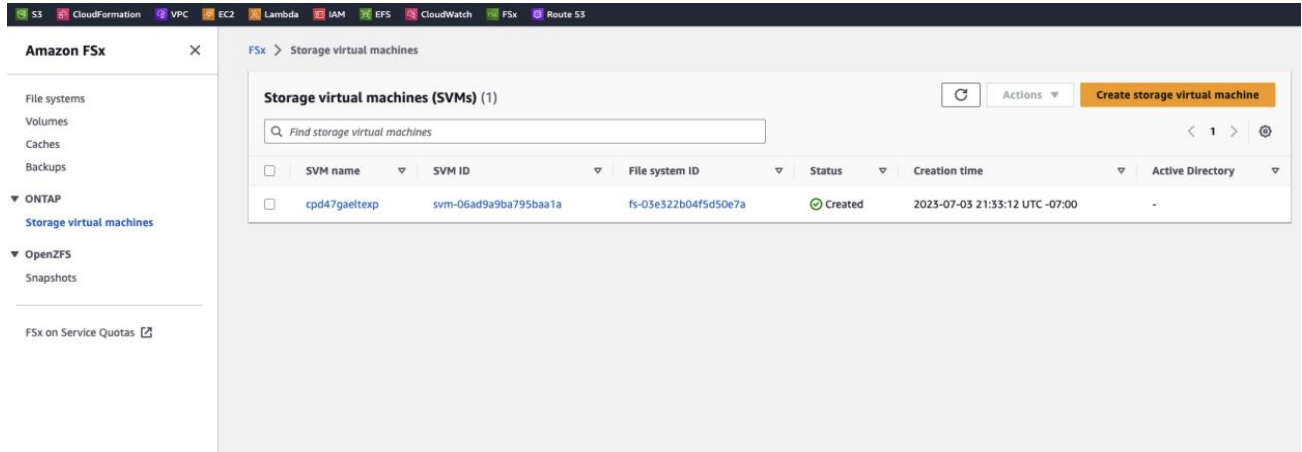 S3 CloudFormation VPC EC2 Lambda IAM EFS CloudWatch FSx Route 53
Amazon FSx
File systems
Volumes
Caches
Backups
ONTAP
Storage virtual machines
OpenZFS
Snapshots
FSx on Service Quotas
FSx > Storage virtual machines
Storage virtual machines (SVMs) (1)
Actions
Create storage virtual machine
Find storage virtual machines
< 1 >
SVM name SVM ID File system ID Status Creation time Active Directory
cpd47gaeltexp svm-06ad9a9ba795baa1a fs-03e322b04f5d50e7a Created 2023-07-03 21:33:12 UTC -07:00 -